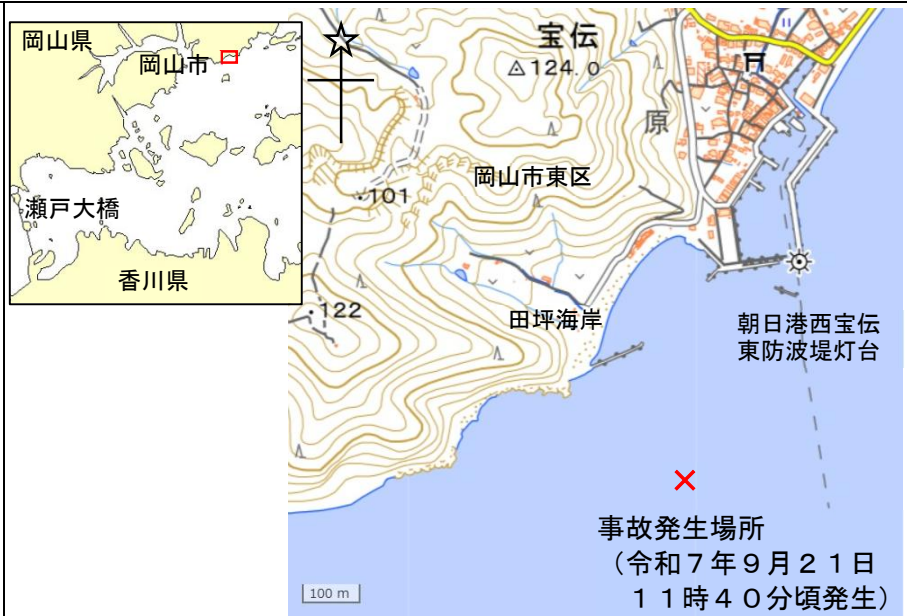 岡山県
岡山市
瀬戸大橋
香川県
宝伝
124.0
原
岡山市東区
101
122
田坪海岸
朝日港西宝伝
東防波堤灯台
事故発生場所
（令和７年９月２１日
１１時４０分頃発生）
100 m